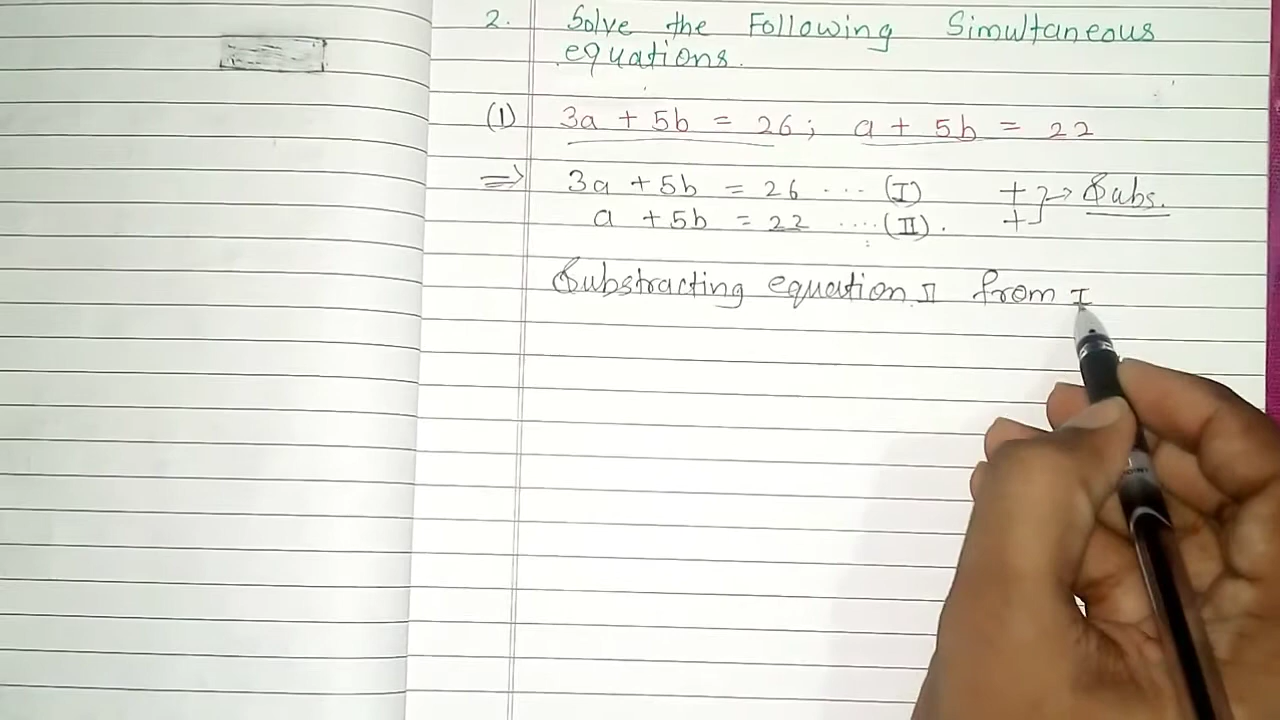 2. Solve the Following Simultaneous
equations.
(1) 3a + 5b = 26; a + 5b = 22
⇒ 3a + 5b = 26 ... (I) + } → Subs.
a + 5b = 22 ....(II). +
Substracting equation II from I